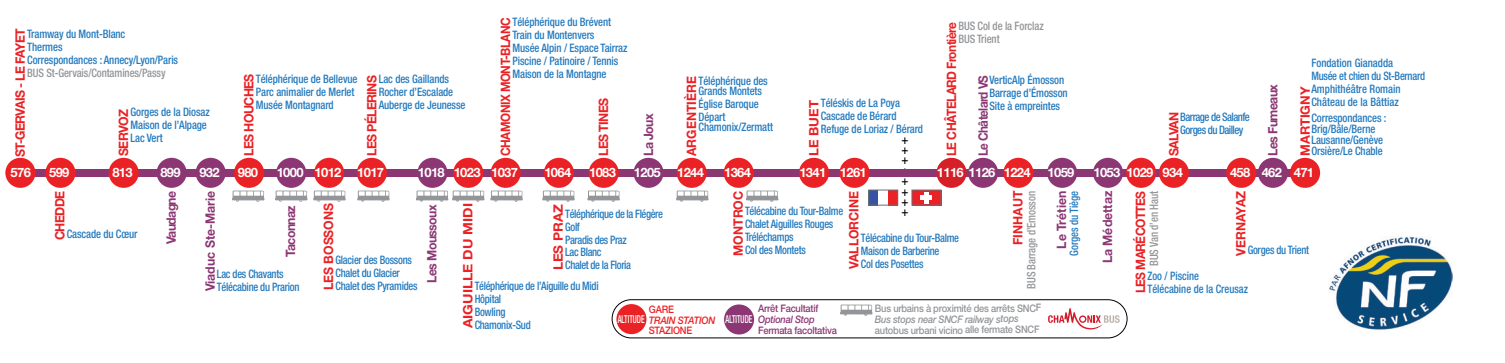 ST-GERVAIS - LE FAYET
Tramway du Mont-Blanc
Thermes
Correspondances : Annecy/Lyon/Paris
BUS St-Gervais/Contamines/Passy
576
599
CHEDDE
Cascade du Cœur
SERVOZ
Gorges de la Diosaz
Maison de l'Alpage
Lac Vert
813
899
Vaudagne
932
Viaduc Ste-Marie
Lac des Chavants
Télécabine du Prarion
LES HOUCHES
Téléphérique de Bellevue
Parc animalier de Merlet
Musée Montagnard
980
1000
Taconnaz
1012
LES BOSSONS
Glacier des Bossons
Chalet du Glacier
Chalet des Pyramides
LES PÉLERINS
Lac des Gaillands
Rocher d'Escalade
Auberge de Jeunesse
1017
1018
Les Moussoux
1023
AIGUILLE DU MIDI
Téléphérique de l'Aiguille du Midi
Hôpital
Bowling
Chamonix-Sud
CHAMONIX MONT-BLANC
Téléphérique du Brévent
Train du Montenvers
Musée Alpin / Espace Tairraz
Piscine / Patinoire / Tennis
Maison de la Montagne
1037
1064
LES PRAZ
Téléphérique de la Flégère
Golf
Paradis des Praz
Lac Blanc
Chalet de la Floria
LES TINES
1083
La Joux
1205
ARGENTIÈRE
Téléphérique des
Grands Montets
Église Baroque
Départ
Chamonix/Zermatt
1244
1364
MONTROC
Télécabine du Tour-Balme
Chalet Aiguilles Rouges
Tréléchamps
Col des Montets
LE BUET
Téléskis de La Poya
Cascade de Bérard
Refuge de Loriaz / Bérard
1341
1261
VALLORCINE
Télécabine du Tour-Balme
Maison de Barberine
Col des Posettes
LE CHÂTELARD Frontière
BUS Col de la Forclaz
BUS Trient
1116
Le Châtelard VS
VerticAlp Émosson
Barrage d'Émosson
Site à empreintes
1126
1224
FINHAUT
BUS Barrage d'Emosson
1059
Le Trétien
Gorges du Tiège
1053
La Médettaz
1029
LES MARÉCOTTES
BUS Van d'en Haut
Zoo / Piscine
Télécabine de la Creusaz
SALVAN
Barrage de Salanfe
Gorges du Dailley
934
458
VERNAYAZ
Gorges du Trient
Les Fumeaux
462
MARTIGNY
Fondation Gianadda
Musée et chien du St-Bernard
Amphithéâtre Romain
Château de la Bâttiaz
Correspondances :
Brig/Bâle/Berne
Lausanne/Genève
Orsière/Le Chable
471
ALTITUDE
GARE
TRAIN STATION
STAZIONE
ALTITUDE
Arrêt Facultatif
Optional Stop
Fermata facoltativa
Bus urbains à proximité des arrêts SNCF
Bus stops near SNCF railway stops
autobus urbani vicino alle fermate SNCF
CHAMONIX BUS
PAR AFNOR CERTIFICATION
NF
SERVICE